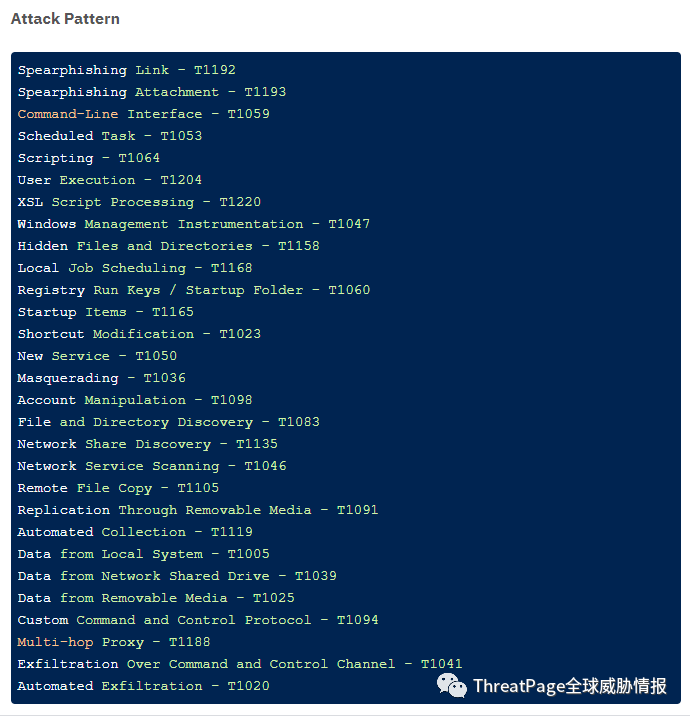 Attack Pattern
Spearphishing Link - T1192
Spearphishing Attachment - T1193
Command-Line Interface - T1059
Scheduled Task - T1053
Scripting - T1064
User Execution - T1204
XSL Script Processing - T1220
Windows Management Instrumentation - T1047
Hidden Files and Directories - T1158
Local Job Scheduling - T1168
Registry Run Keys / Startup Folder - T1060
Startup Items - T1165
Shortcut Modification - T1023
New Service - T1050
Masquerading - T1036
Account Manipulation - T1098
File and Directory Discovery - T1083
Network Share Discovery - T1135
Network Service Scanning - T1046
Remote File Copy - T1105
Replication Through Removable Media - T1091
Automated Collection - T1119
Data from Local System - T1005
Data from Network Shared Drive - T1039
Data from Removable Media - T1025
Custom Command and Control Protocol - T1094
Multi-hop Proxy - T1188
Exfiltration Over Command and Control Channel - T1041
Automated Exfiltration - T1020
ThreatPage全球威胁情报